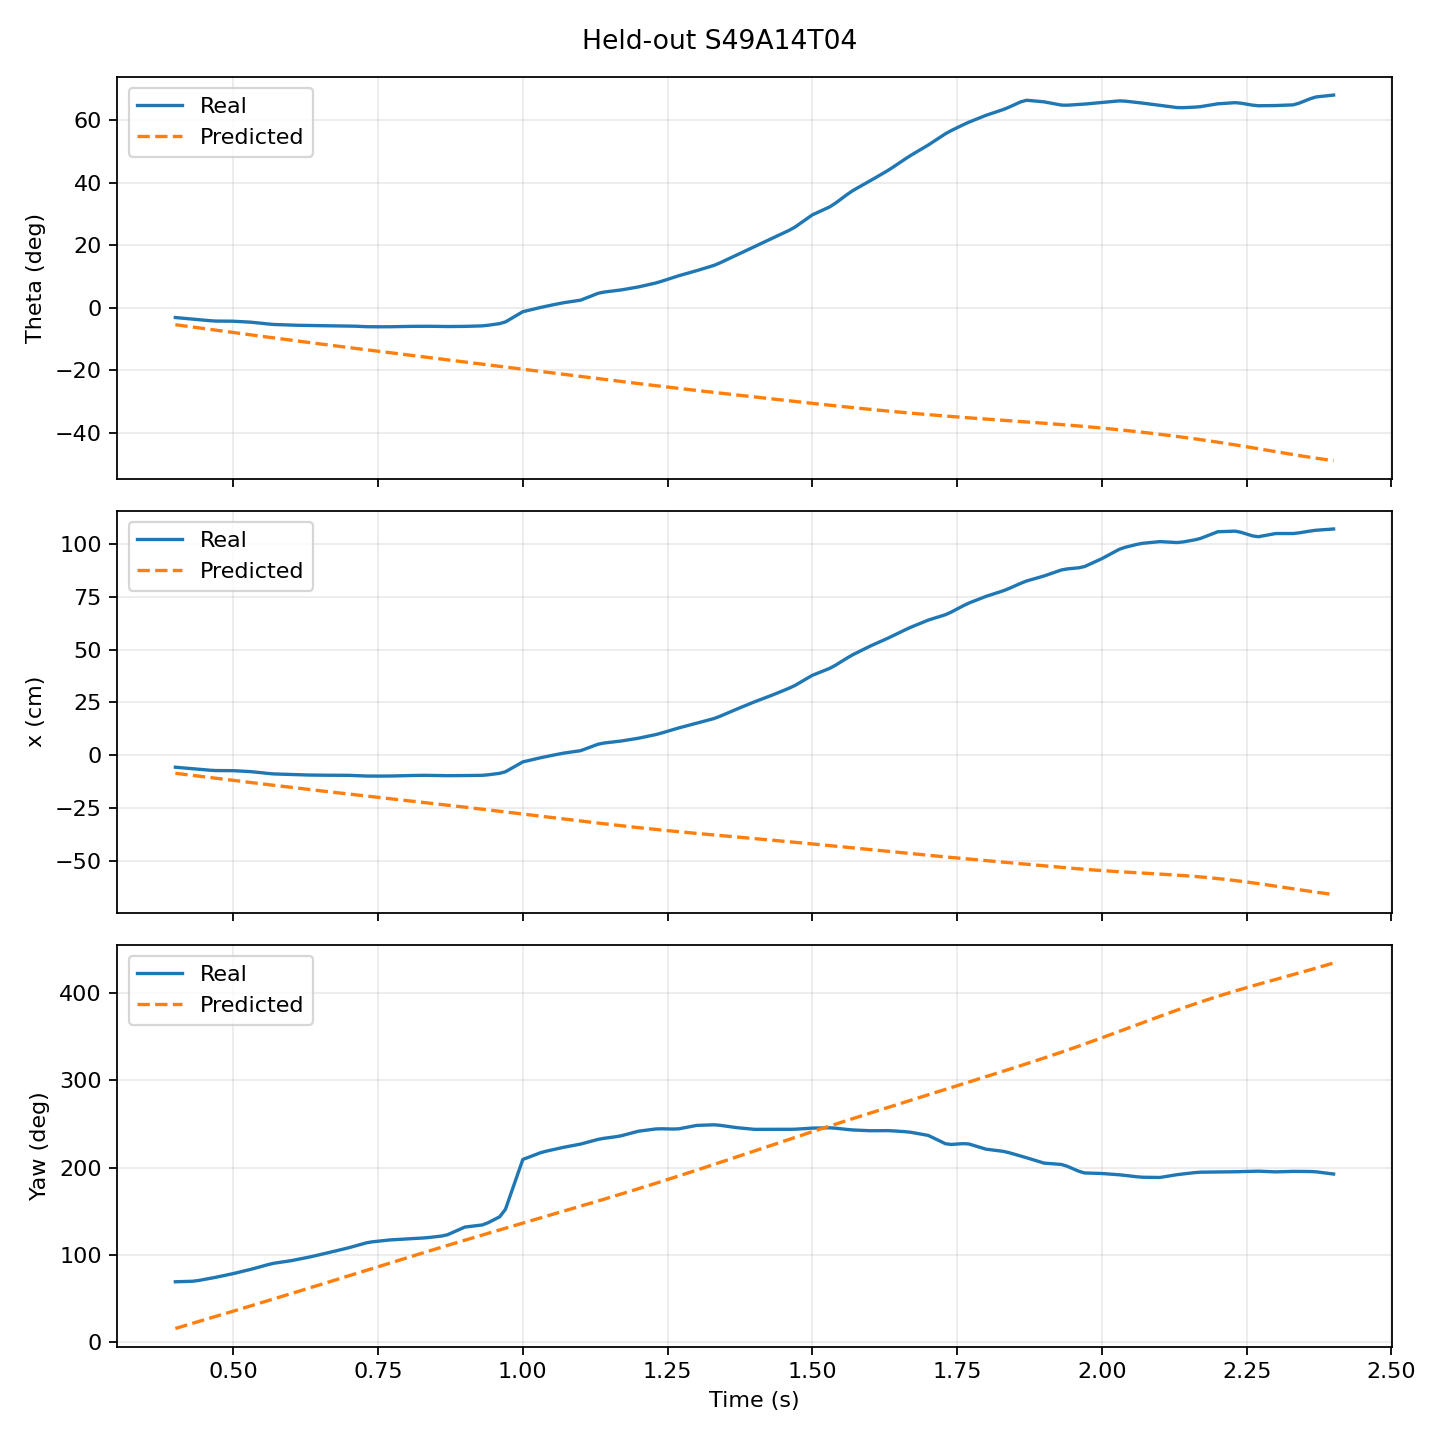 Held-out S49A14T04
Real
Predicted
60
40
20
0
−20
−40
Theta (deg)
Real
Predicted
100
75
50
25
0
−25
−50
x (cm)
Real
Predicted
400
300
200
100
0
Yaw (deg)
0.50 0.75 1.00 1.25 1.50 1.75 2.00 2.25 2.50
Time (s)